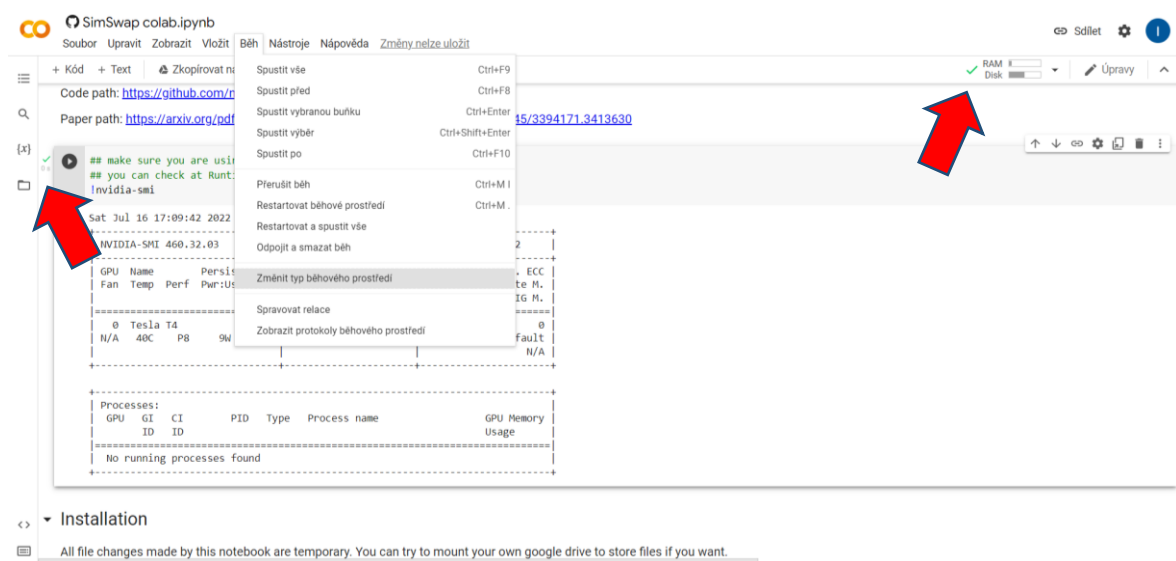 SimSwap colab.ipynb
Soubor Upravit Zobrazit Vložit Běh Nástroje Nápověda Změny nelze uložit
Sdílet
I
+ Kód + Text Zkopírovat na
RAM
Disk
Úpravy
Code path: https://github.com/
Paper path: https://arxiv.org/pdf 45/3394171.3413630
Spustit vše Ctrl+F9
Spustit před Ctrl+F8
Spustit vybranou buňku Ctrl+Enter
Spustit výběr Ctrl+Shift+Enter
Spustit po Ctrl+F10
Přerušit běh Ctrl+M I
Restartovat běhové prostředí Ctrl+M .
Restartovat a spustit vše
Odpojit a smazat běh
Změnit typ běhového prostředí
Spravovat relace
Zobrazit protokoly běhového prostředí
{x}
## make sure you are usin
## you can check at Runti
!nvidia-smi
Sat Jul 16 17:09:42 2022
NVIDIA-SMI 460.32.03 2
GPU Name Persis . ECC
Fan Temp Perf Pwr:Us te M.
IG M.
0 Tesla T4 0
N/A 40C P8 9W fault
N/A
Processes:
GPU GI CI PID Type Process name GPU Memory
ID ID Usage
No running processes found
Installation
All file changes made by this notebook are temporary. You can try to mount your own google drive to store files if you want.